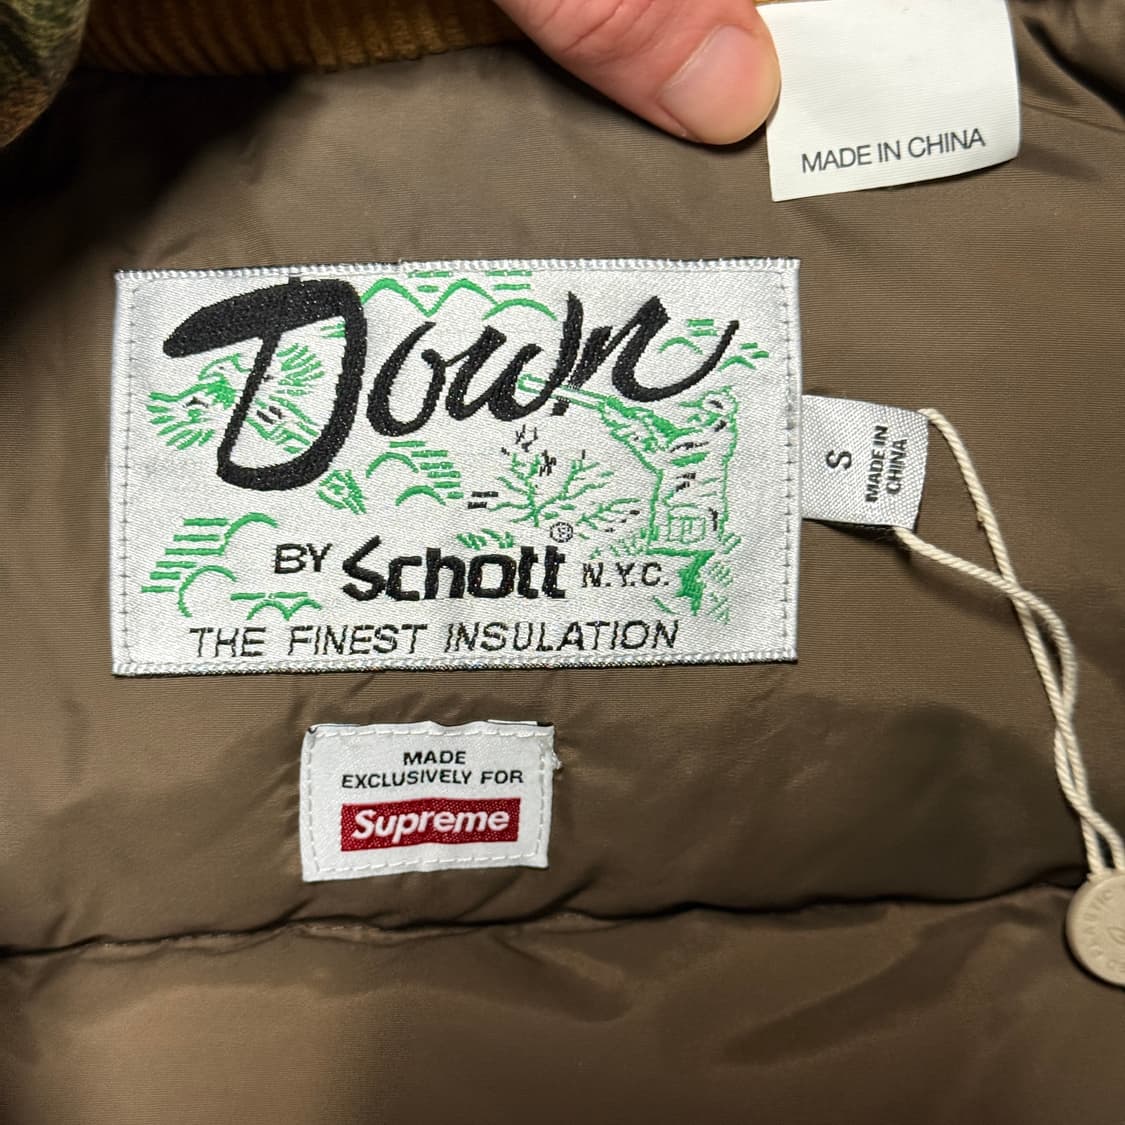 MADE IN CHINA
Down
BY Schott® N.Y.C.
THE FINEST INSULATION
S
MADE IN
CHINA
MADE
EXCLUSIVELY FOR
Supreme